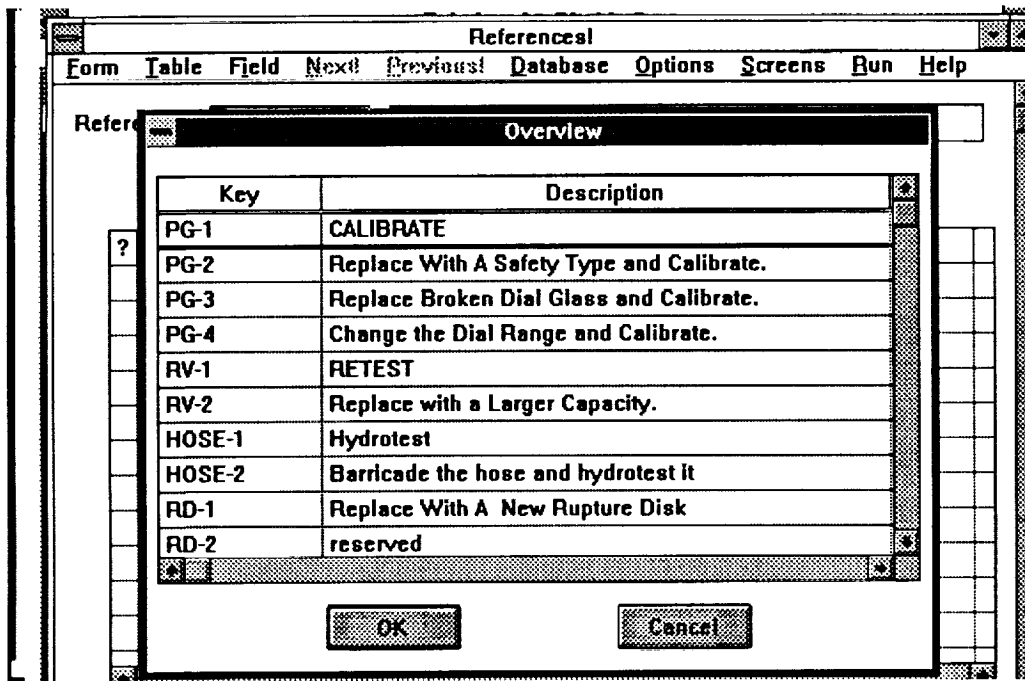 References!
Form Table Field Next! Previous! Database Options Screens Run Help
Refere
Overview
Key Description
PG-1 CALIBRATE
?
PG-2 Replace With A Safety Type and Calibrate.
PG-3 Replace Broken Dial Glass and Calibrate.
PG-4 Change the Dial Range and Calibrate.
RV-1 RETEST
RV-2 Replace with a Larger Capacity.
HOSE-1 Hydrotest
HOSE-2 Barricade the hose and hydrotest it
RD-1 Replace With A New Rupture Disk
RD-2 reserved
OK Cancel